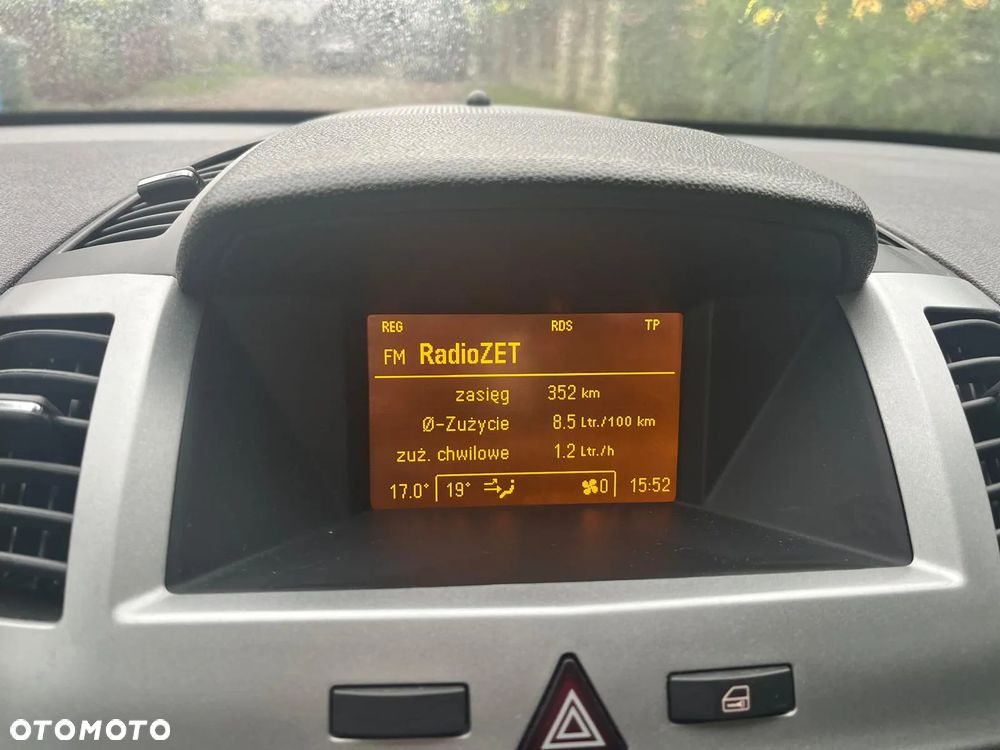 REG RDS TP
FM RadioZET
zasięg 352 km
Ø-Zużycie 8.5 Ltr./100 km
zuż. chwilowe 1.2 Ltr./h
17.0° 19° 0 15:52
OTOMOTO